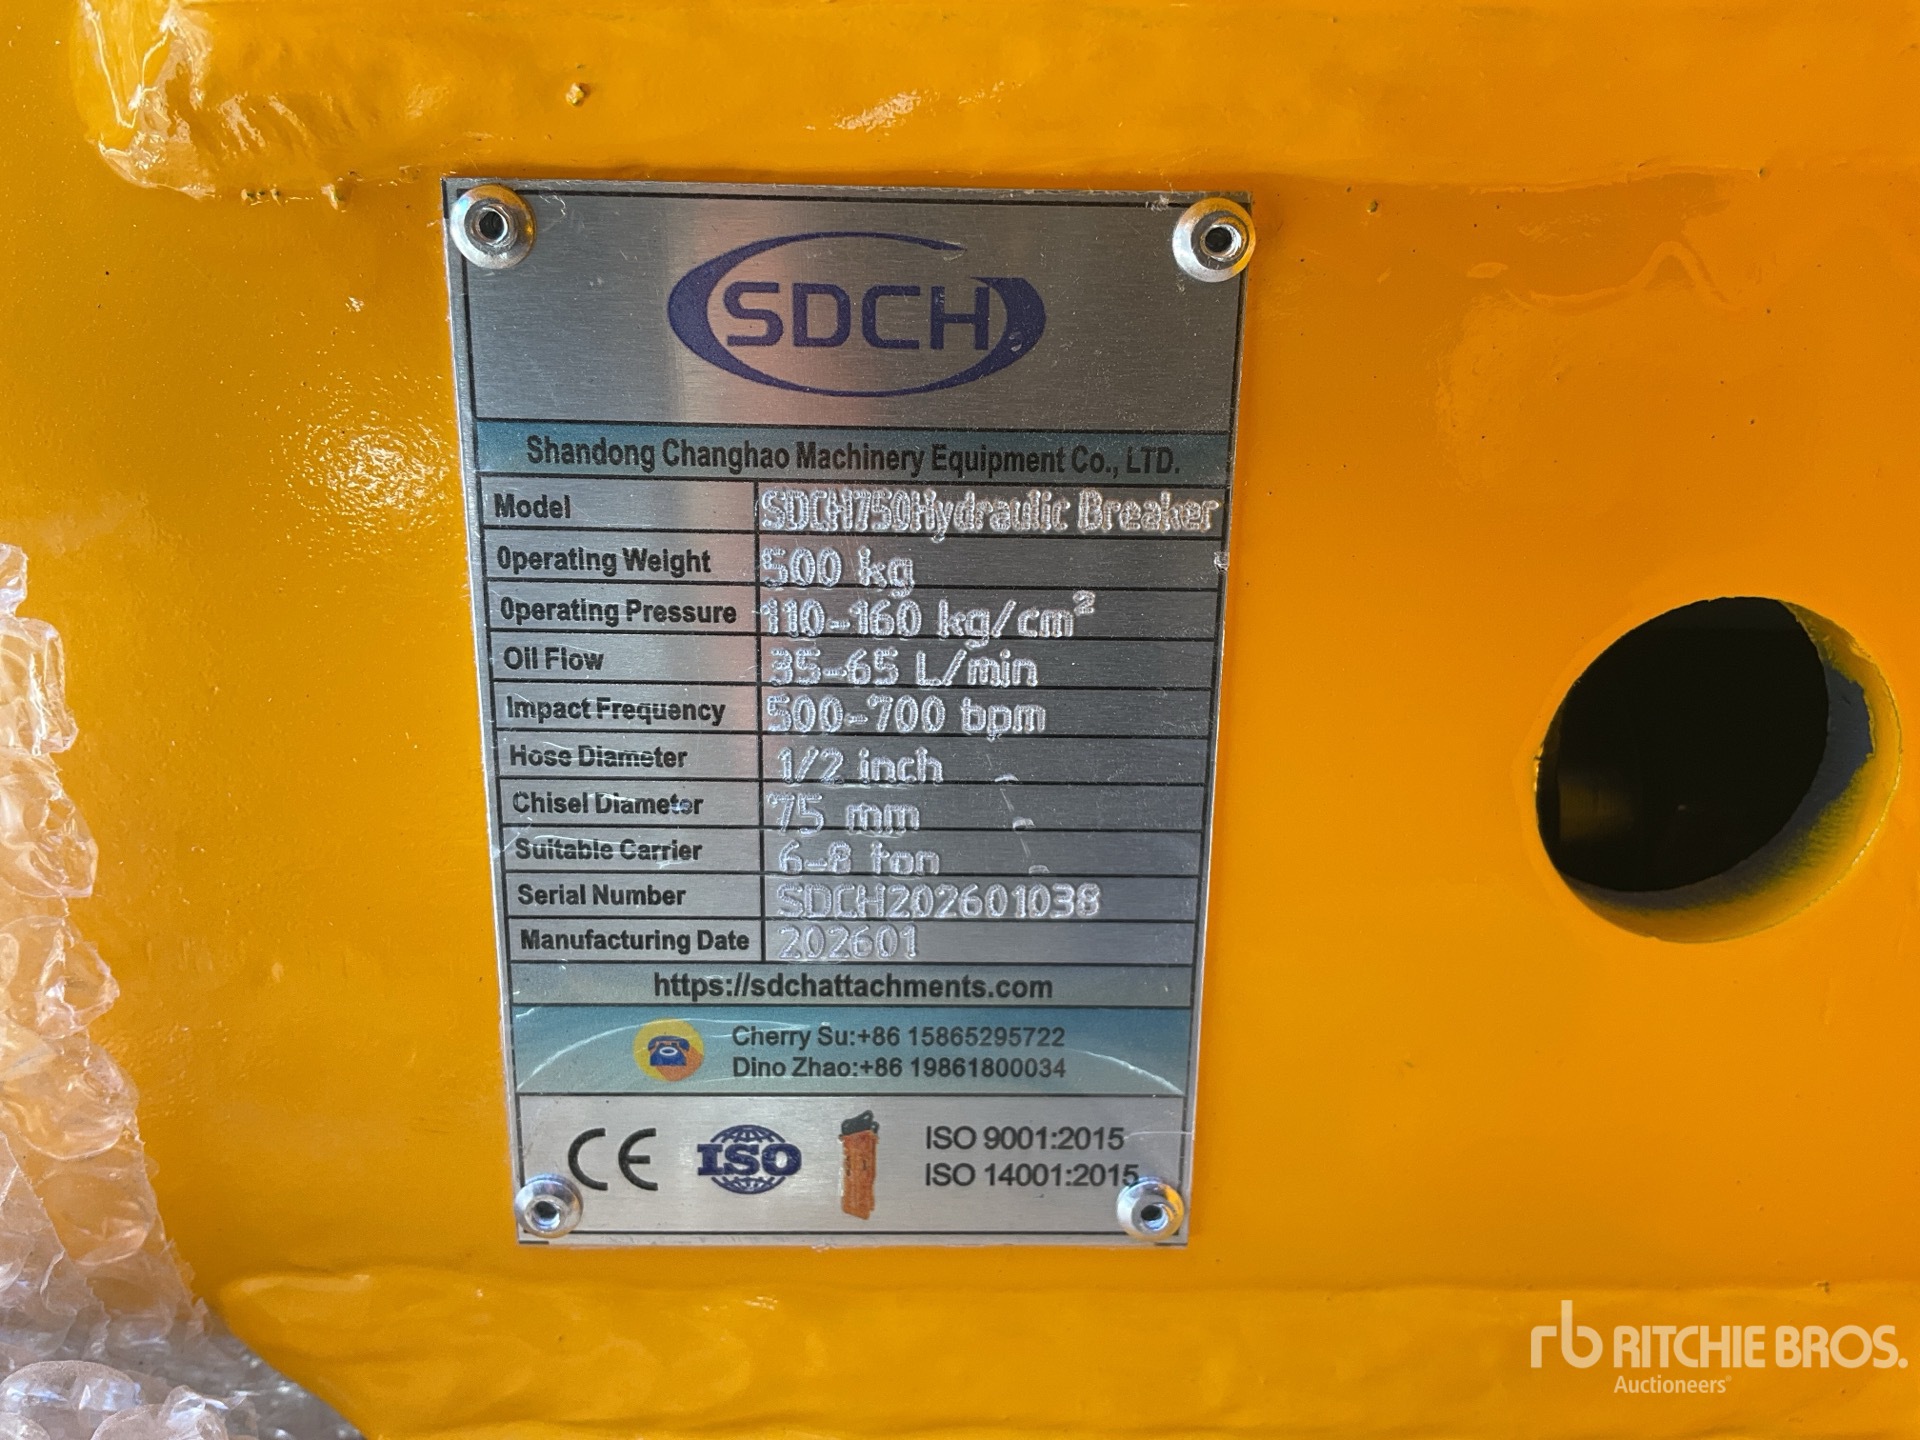 SDCH
Shandong Changhao Machinery Equipment Co., LTD.
Model SDCH750Hydraulic Breaker
Operating Weight 500 kg
Operating Pressure 110-160 kg/cm²
Oil Flow 35-65 L/min
Impact Frequency 500-700 bpm
Hose Diameter 1/2 inch
Chisel Diameter 75 mm
Suitable Carrier 6-8 ton
Serial Number SDCH202601038
Manufacturing Date 202601
https://sdchattachments.com
Cherry Su:+86 15865295722
Dino Zhao:+86 19861800034
CE ISO ISO 9001:2015
ISO 14001:2015
rb RITCHIE BROS.
Auctioneers